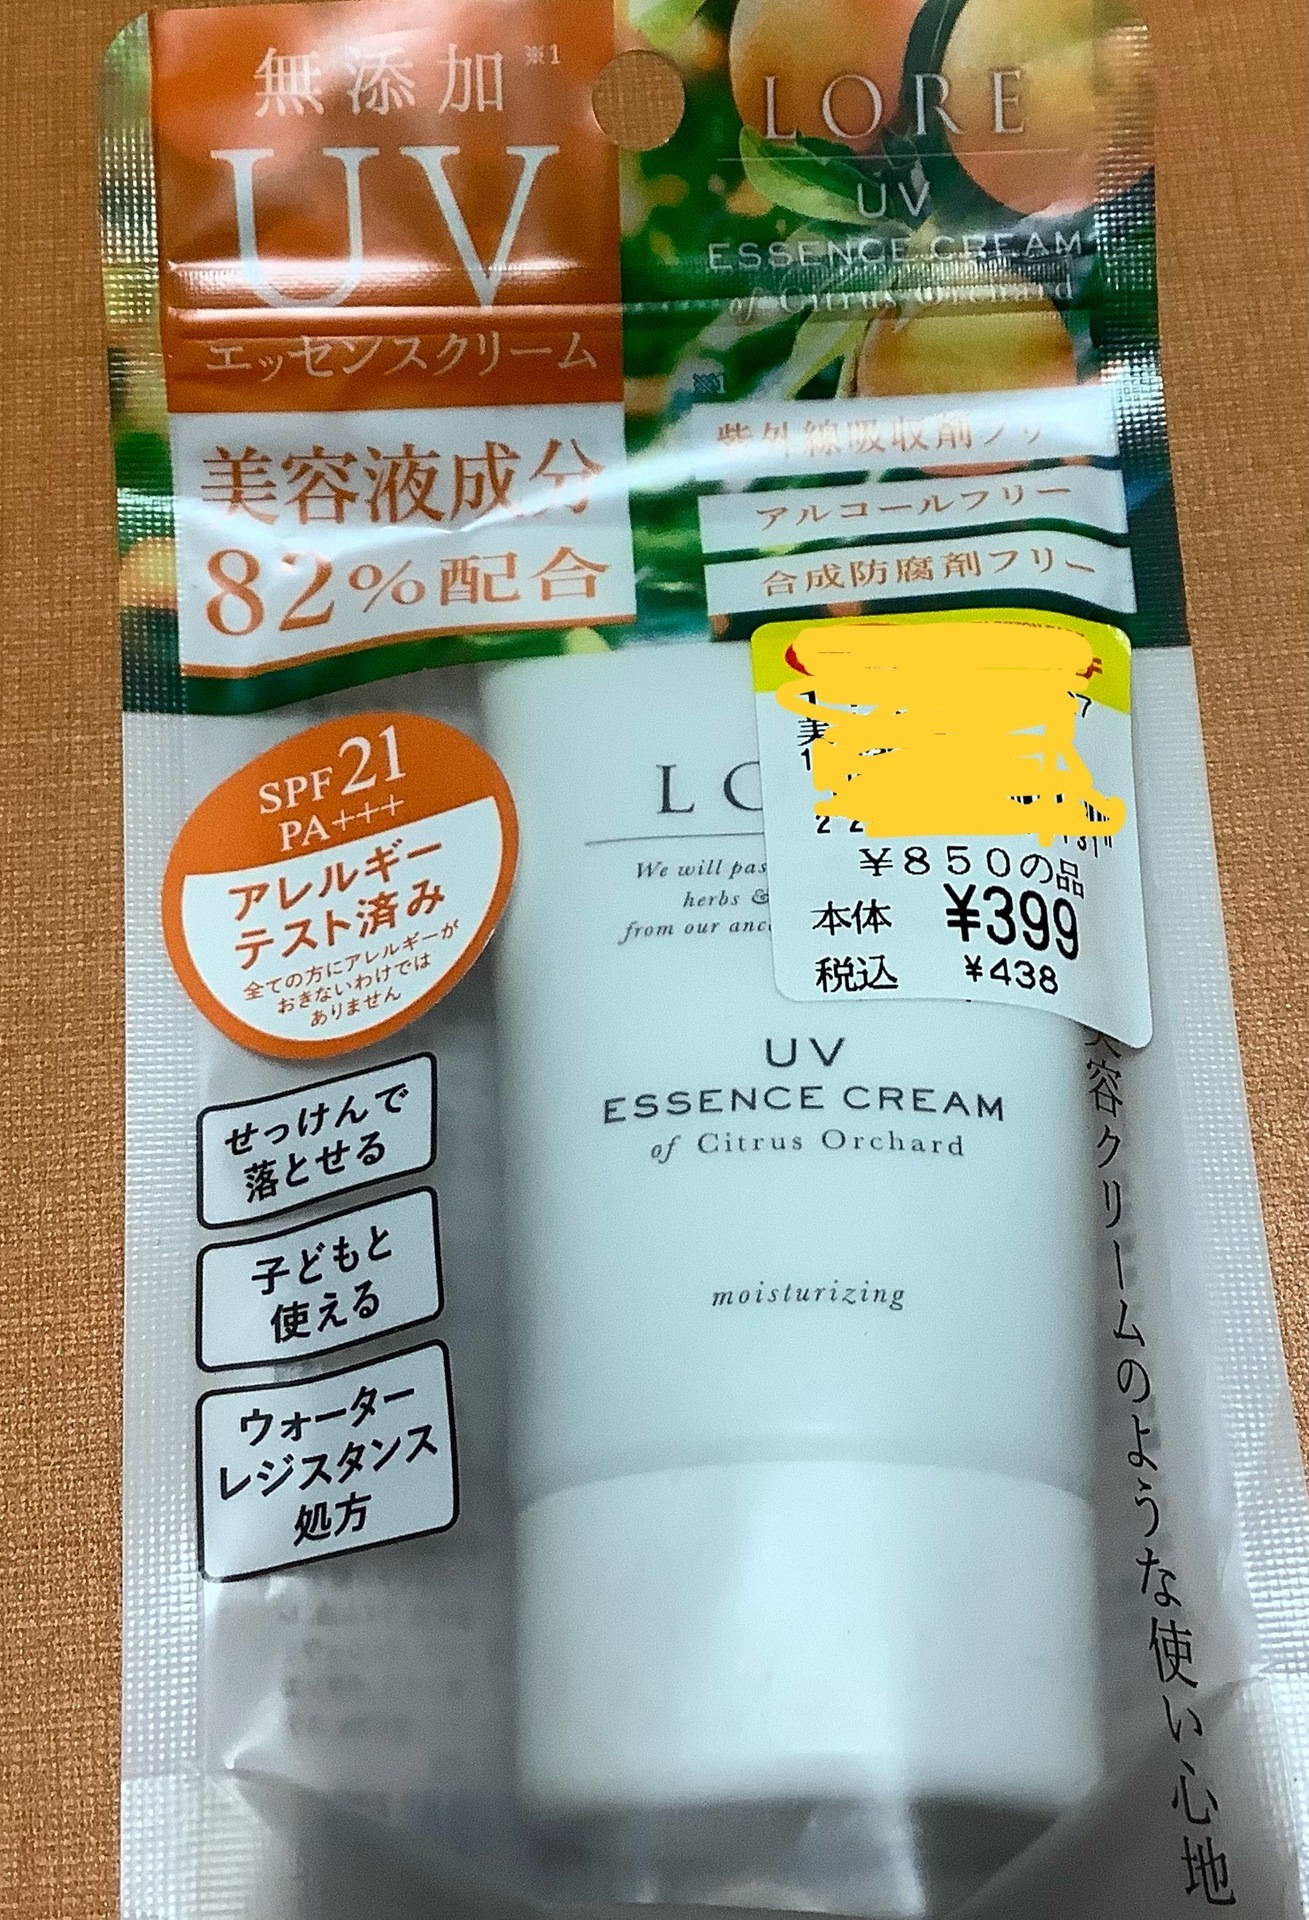 無添加※1
UV
エッセンスクリーム
美容液成分
82%配合
LORE
UV
ESSENCE CREAM
of Citrus Orchard
※1
紫外線吸収剤フリー
アルコールフリー
合成防腐剤フリー
¥850の品
本体 ¥399
税込 ¥438
SPF21
PA+++
アレルギー
テスト済み
全ての方にアレルギーが
おきないわけでは
ありません
せっけんで
落とせる
子どもと
使える
ウォーター
レジスタンス
処方
We will
herbs &
from our
UV
ESSENCE CREAM
of Citrus Orchard
moisturizing
美容クリームのような使い心地